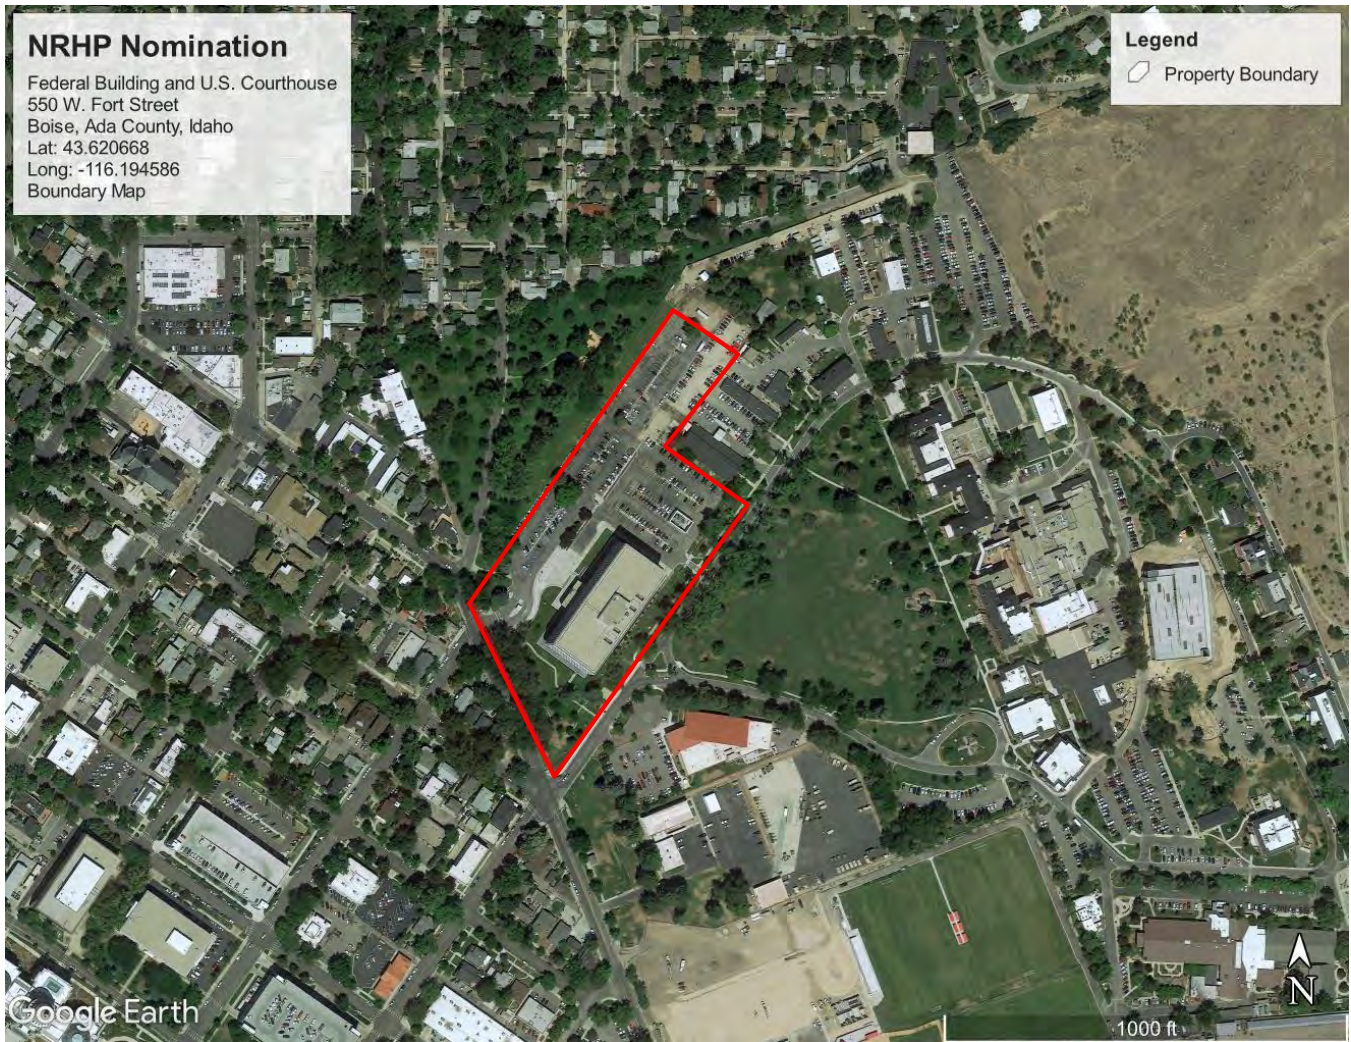 NRHP Nomination
Federal Building and U.S. Courthouse
550 W. Fort Street
Boise, Ada County, Idaho
Lat: 43.620668
Long: -116.194586
Boundary Map
Legend
Property Boundary
Google Earth
N
1000 ft